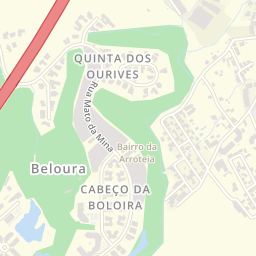 QUINTA DOS
OURIVES
Rua Mato da Mina
Bairro da
Arroteia
Beloura
CABEÇO DA
BOLOIRA